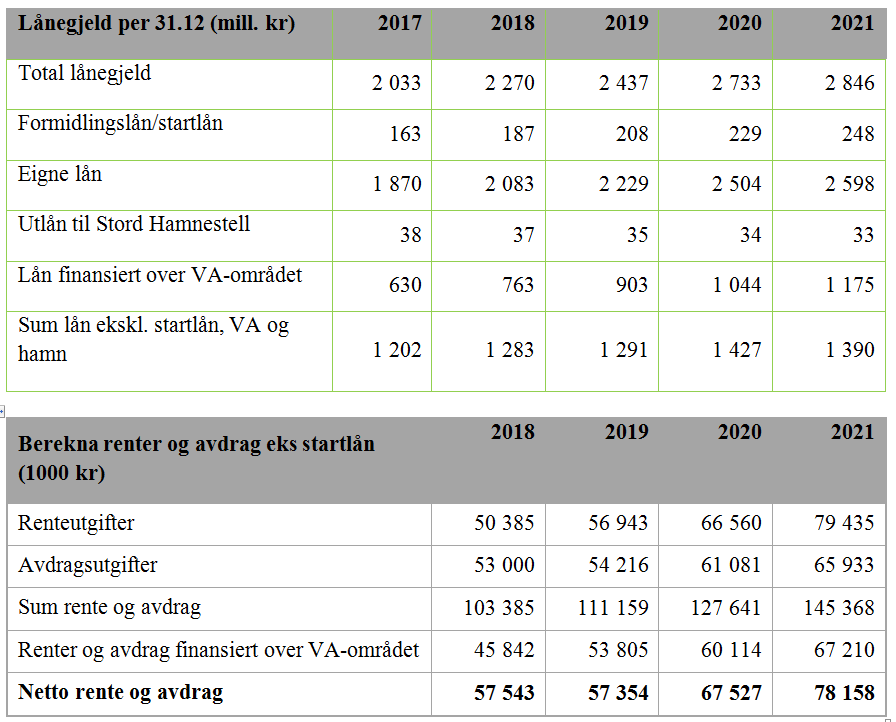 Lånegjeld per 31.12 (mill. kr) 2017 2018 2019 2020 2021
Total lånegjeld 2 033 2 270 2 437 2 733 2 846
Formidlingslån/startlån 163 187 208 229 248
Eigne lån 1 870 2 083 2 229 2 504 2 598
Utlån til Stord Hamnestell 38 37 35 34 33
Lån finansiert over VA-området 630 763 903 1 044 1 175
Sum lån ekskl. startlån, VA og
hamn 1 202 1 283 1 291 1 427 1 390
Berekna renter og avdrag eks startlån 2018 2019 2020 2021
(1000 kr)
Renteutgifter 50 385 56 943 66 560 79 435
Avdragsutgifter 53 000 54 216 61 081 65 933
Sum rente og avdrag 103 385 111 159 127 641 145 368
Renter og avdrag finansiert over VA-området 45 842 53 805 60 114 67 210
Netto rente og avdrag 57 543 57 354 67 527 78 158